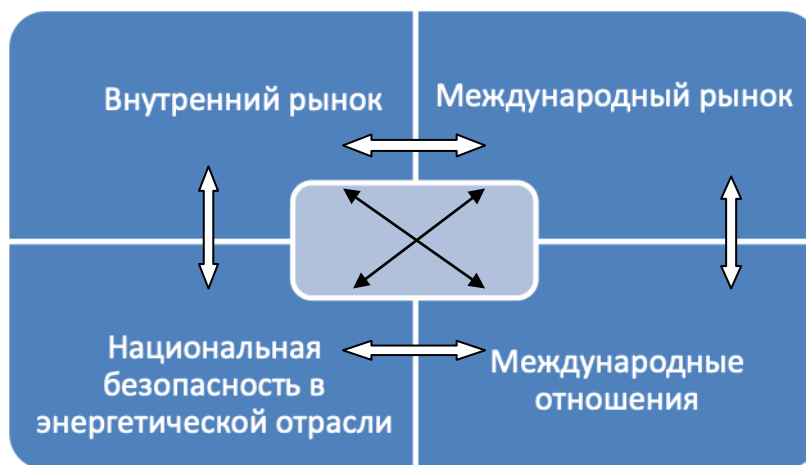 Внутренний рынок
Международный рынок
Национальная
безопасность в
энергетической отрасли
Международные
отношения